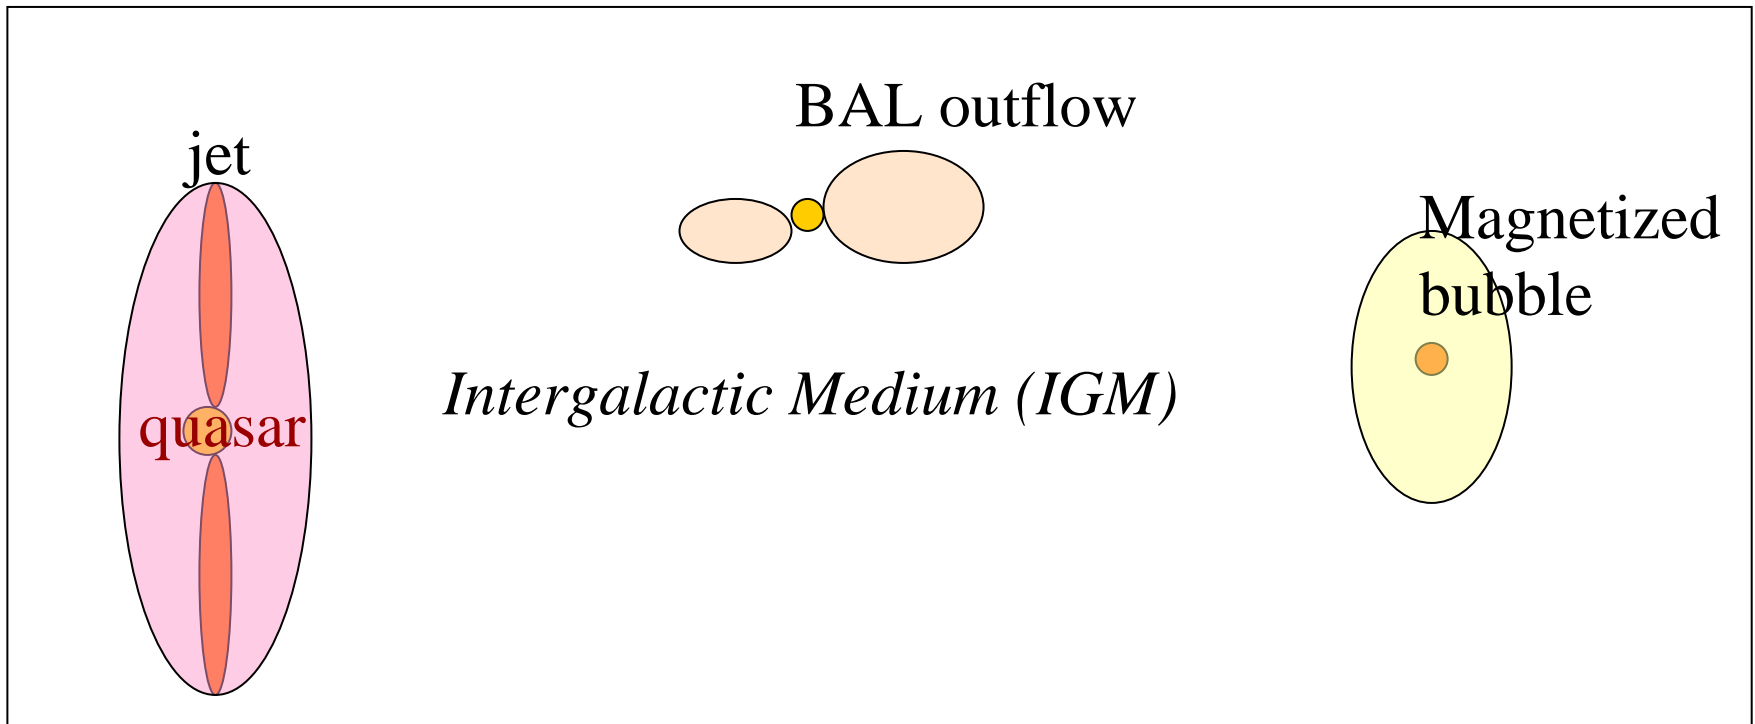 BAL outflow
jet
Magnetized
bubble
Intergalactic Medium (IGM)
quasar